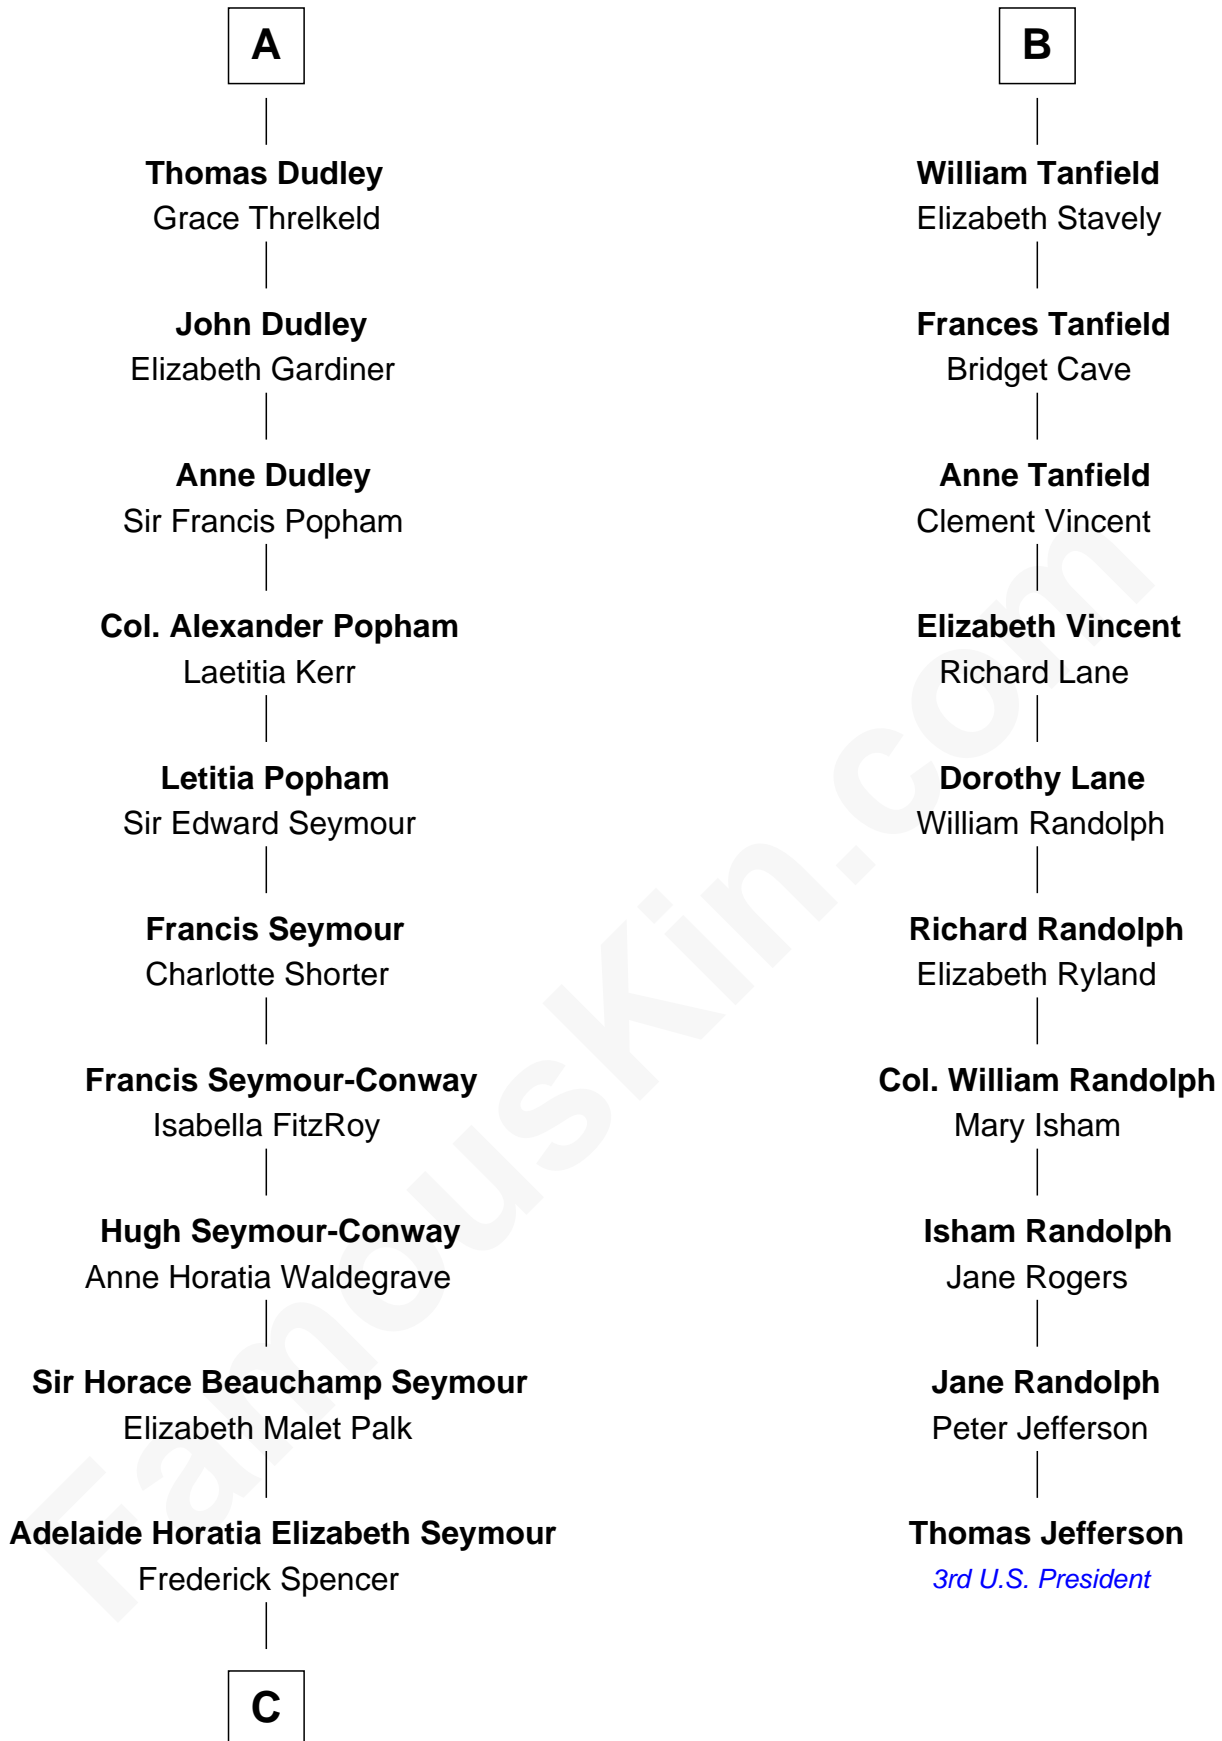 A
Thomas Dudley
Grace Threlkeld
John Dudley
Elizabeth Gardiner
Anne Dudley
Sir Francis Popham
Col. Alexander Popham
Laetitia Kerr
Letitia Popham
Sir Edward Seymour
Francis Seymour
Charlotte Shorter
Francis Seymour-Conway
Isabella FitzRoy
Hugh Seymour-Conway
Anne Horatia Waldegrave
Sir Horace Beauchamp Seymour
Elizabeth Malet Palk
Adelaide Horatia Elizabeth Seymour
Frederick Spencer
C
B
William Tanfield
Elizabeth Stavely
Frances Tanfield
Bridget Cave
Anne Tanfield
Clement Vincent
Elizabeth Vincent
Richard Lane
Dorothy Lane
William Randolph
Richard Randolph
Elizabeth Ryland
Col. William Randolph
Mary Isham
Isham Randolph
Jane Rogers
Jane Randolph
Peter Jefferson
Thomas Jefferson
3rd U.S. President
FamousKin.com